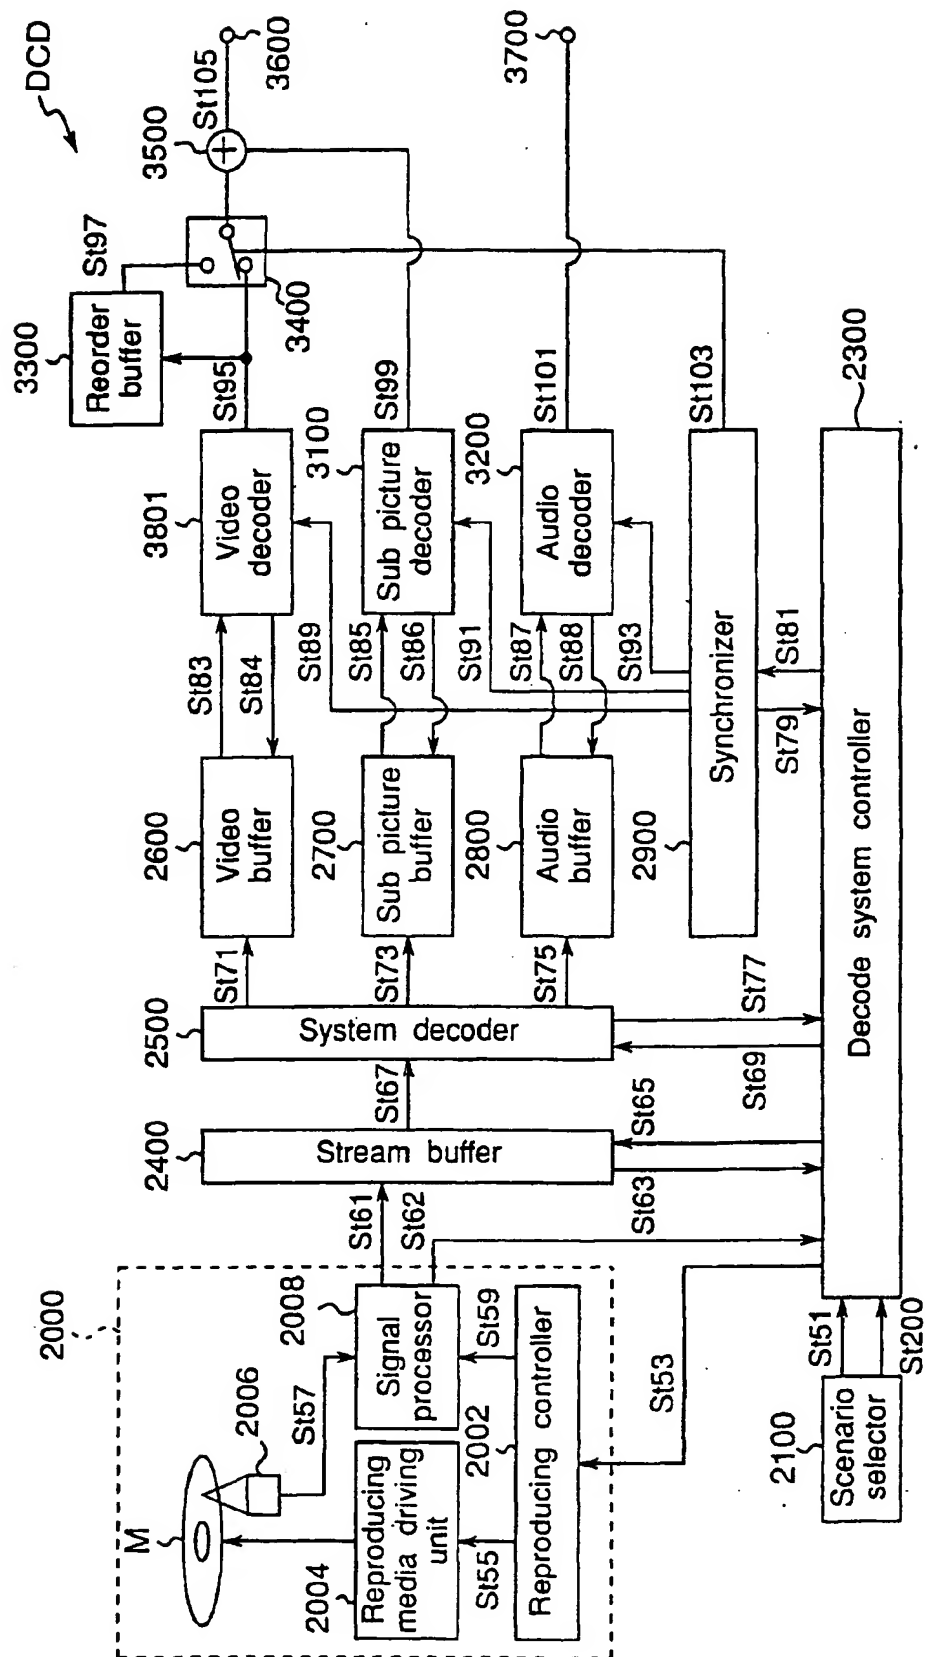 DCD
3600
St105
3500
3700
St97
3400
3300
Reorder
buffer
St95
St99
St101
St103
2300
3801
Video
decoder
3100
Sub picture
decoder
3200
Audio
decoder
St83
St84
St89
St85
St86
St91
St87
St88
St93
St81
St79
2600
Video
buffer
2700
Sub picture
buffer
2800
Audio
buffer
2900
Synchronizer
Decode system controller
St71
St73
St75
St77
St69
2500
System decoder
St67
St65
2400
Stream buffer
St63
St61
St62
2000
2008
Signal
processor
St59
2006
St57
2002
Reproducing controller
St53
M
2004
Reproducing
media driving
unit
St55
St51
St200
2100
Scenario
selector